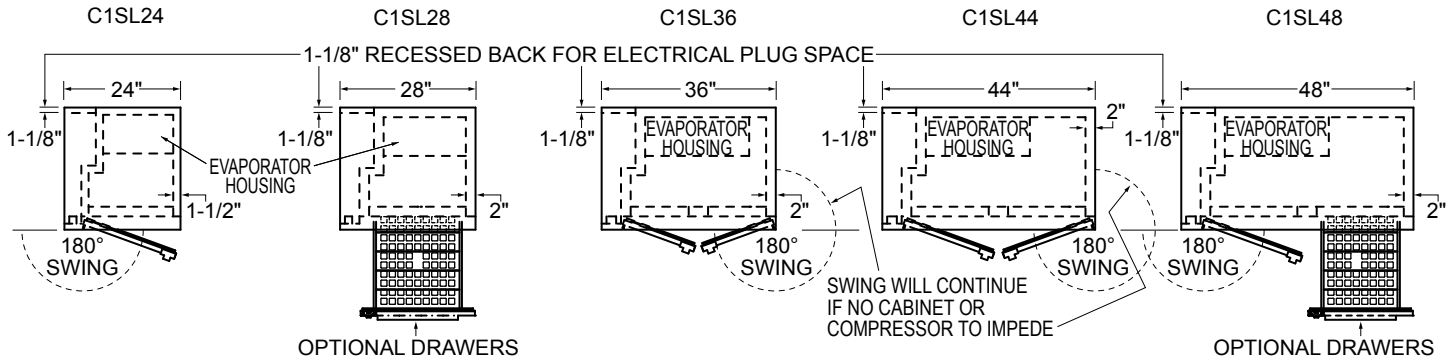 C1SL24
C1SL28
C1SL36
C1SL44
C1SL48
1-1/8" RECESSED BACK FOR ELECTRICAL PLUG SPACE
24"
28"
36"
44"
48"
1-1/8"
1-1/8"
1-1/8"
1-1/8"
1-1/8"
2"
EVAPORATOR
HOUSING
EVAPORATOR
HOUSING
EVAPORATOR
HOUSING
EVAPORATOR
HOUSING
1-1/2"
2"
2"
2"
180°
SWING
180°
SWING
180°
SWING
180°
SWING
SWING WILL CONTINUE
IF NO CABINET OR
COMPRESSOR TO IMPEDE
OPTIONAL DRAWERS
OPTIONAL DRAWERS